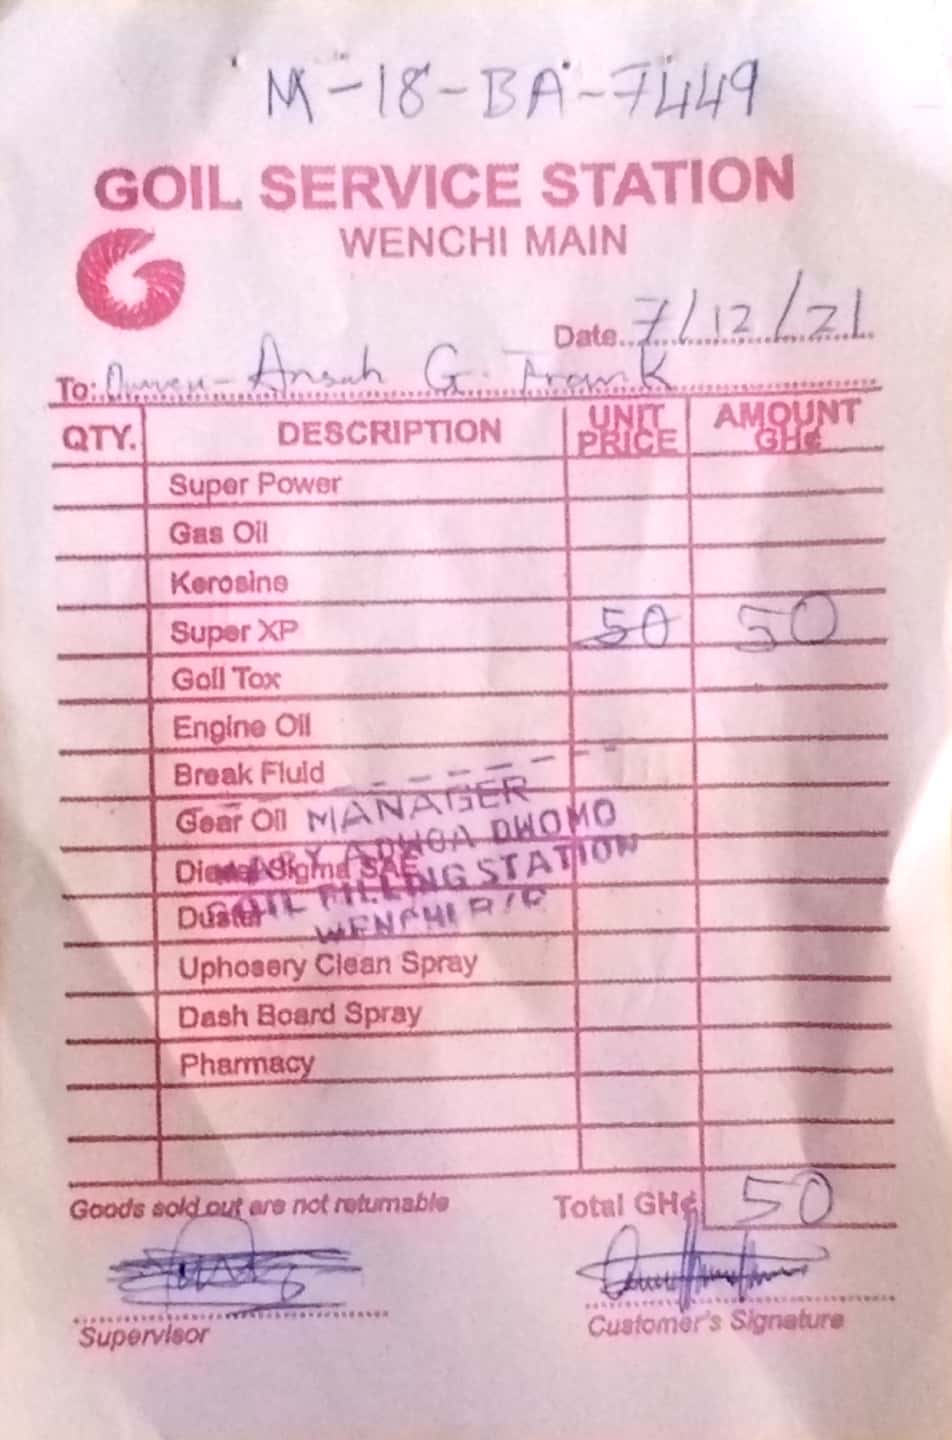 M-18-BA-7449
GOIL SERVICE STATION
WENCHI MAIN
Date..7/12/21
To: Ansah G. Frank
QTY. DESCRIPTION UNIT PRICE AMOUNT GH¢
Super Power
Gas Oil
Kerosine
Super XP 50 50
Goil Tox
Engine Oil
Break Fluid
Gear Oil
MANAGER
MARY ADWOA DWOMO
Diesel Sigma SAE
GOIL FILLING STATION
Duster
WENCHI B/R
Uphosery Clean Spray
Dash Board Spray
Pharmacy
Goods sold out are not returnable Total GH¢ 50
Supervisor Customer's Signature